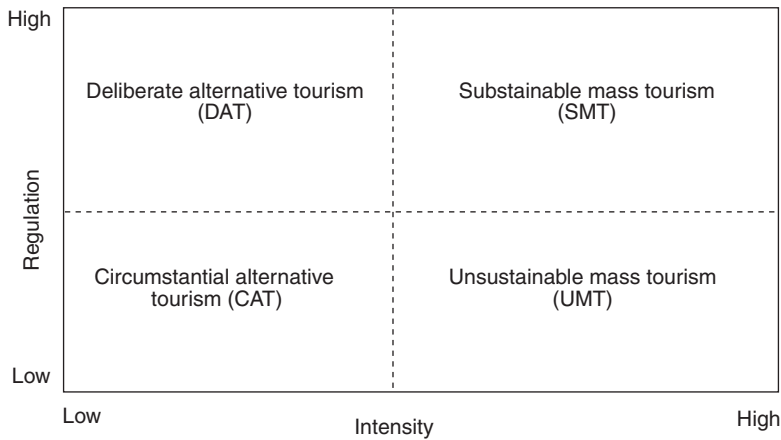 High
Deliberate alternative tourism
(DAT)
Substainable mass tourism
(SMT)
Regulation
Circumstantial alternative
tourism (CAT)
Unsustainable mass tourism
(UMT)
Low
Low
Intensity
High